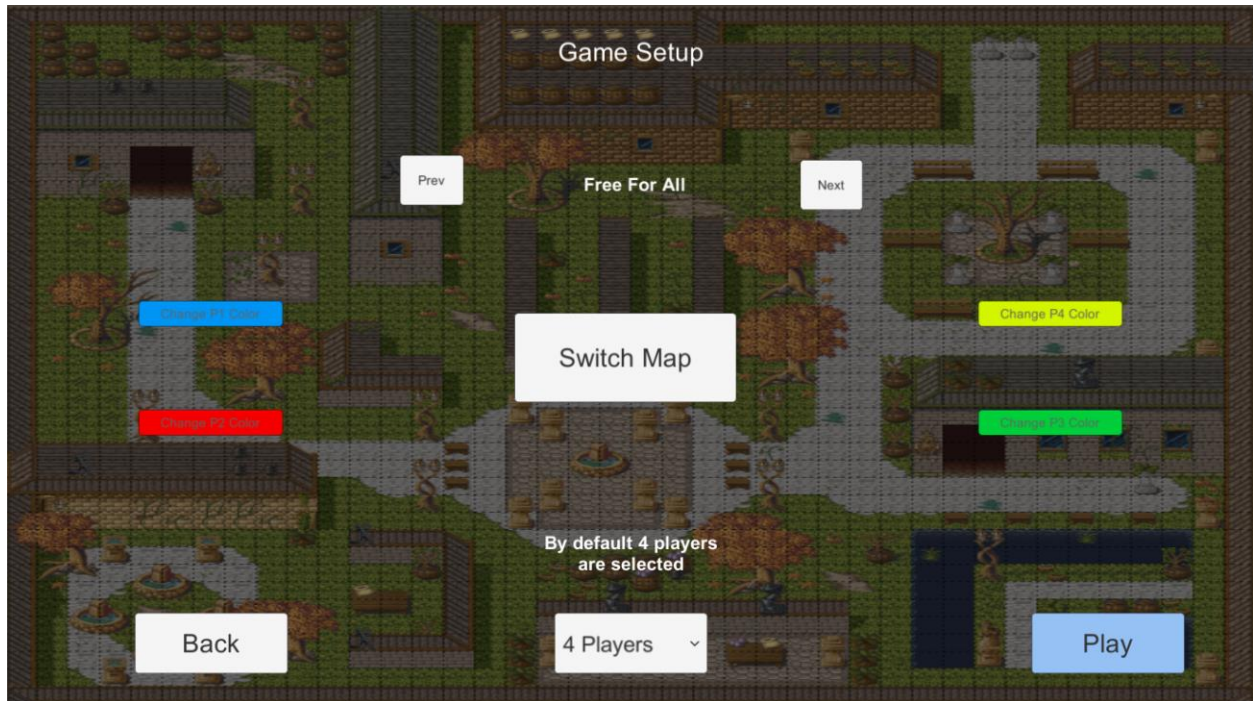 Game Setup
Prev
Free For All
Next
Change P1 Color
Change P4 Color
Switch Map
Change P2 Color
Change P3 Color
By default 4 players
are selected
Back
4 Players
Play